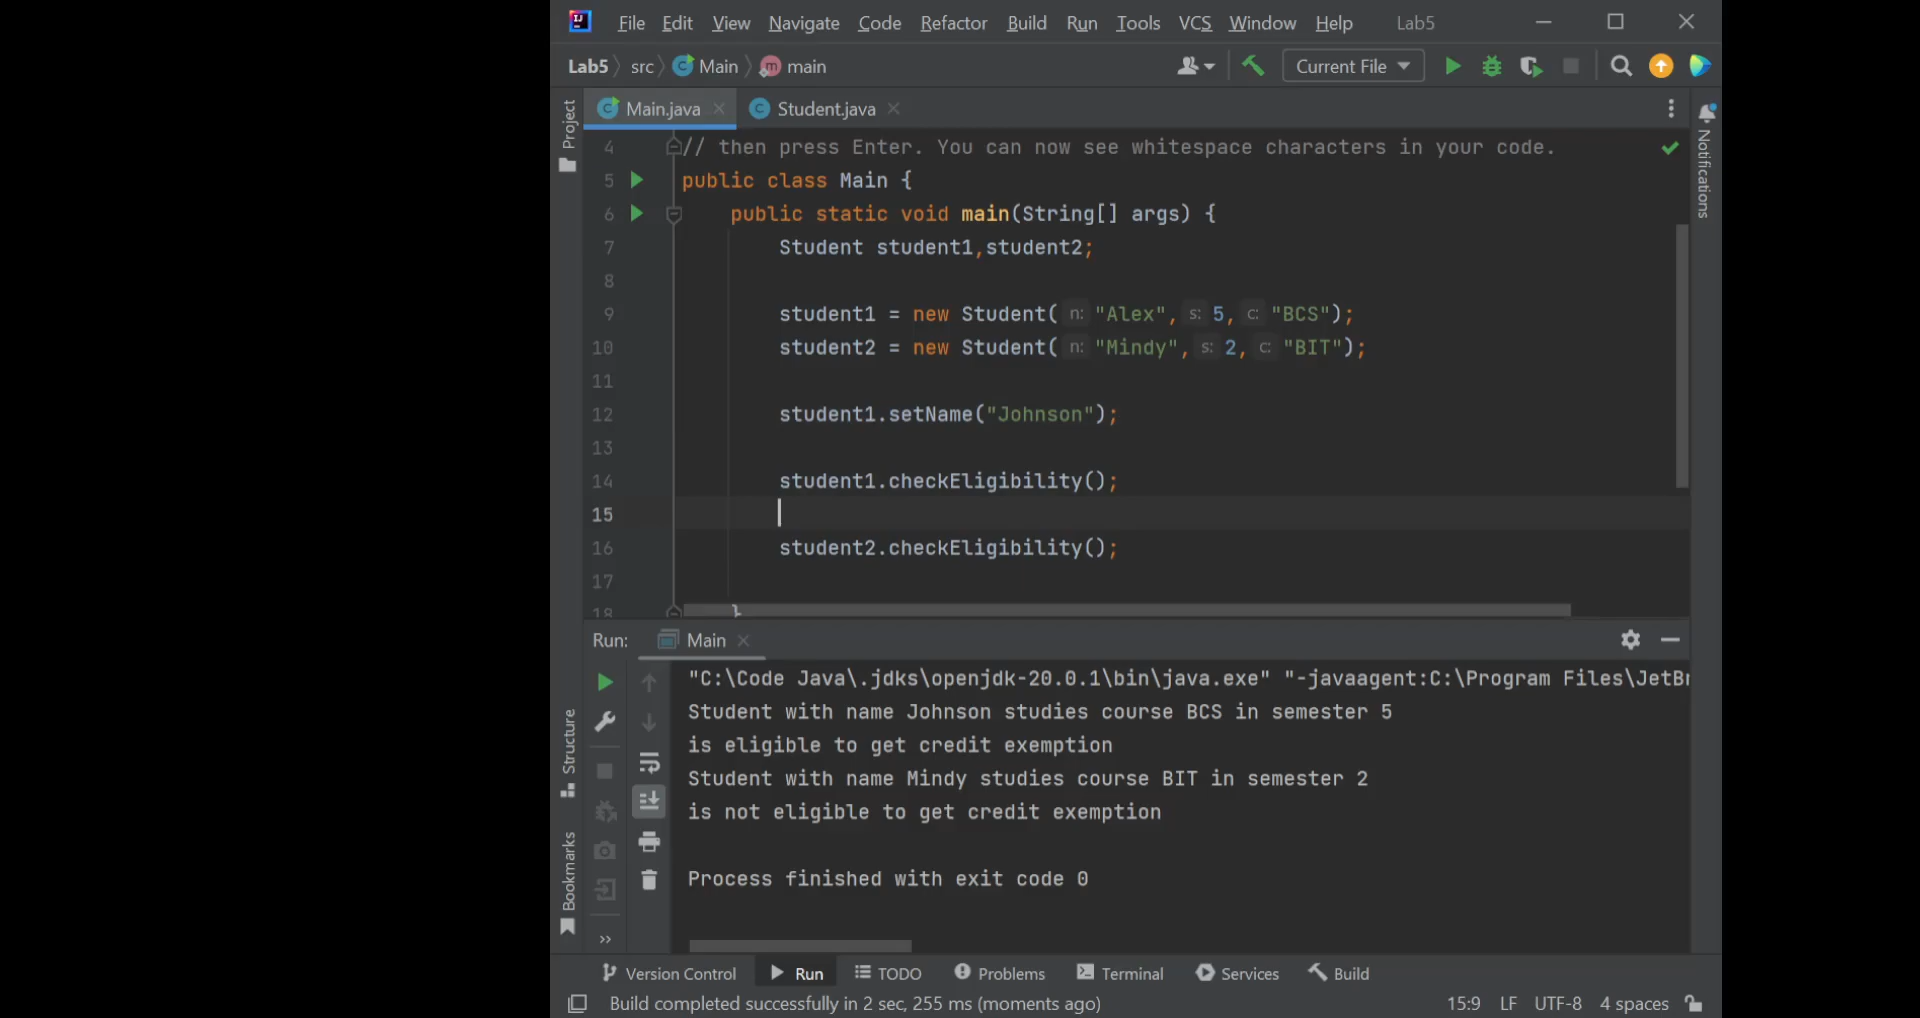 File Edit View Navigate Code Refactor Build Run Tools VCS Window Help Lab5
Lab5 src Main main Current File
Project
Main.java Student.java
Notifications
4 // then press Enter. You can now see whitespace characters in your code.
5 public class Main {
6 public static void main(String[] args) {
7 Student student1,student2;
8
9 student1 = new Student( n: "Alex", s: 5, c: "BCS");
10 student2 = new Student( n: "Mindy", s: 2, c: "BIT");
11
12 student1.setName("Johnson");
13
14 student1.checkEligibility();
15
16 student2.checkEligibility();
17
18 }
Run: Main
Structure
Bookmarks
"C:\Code Java\.jdks\openjdk-20.0.1\bin\java.exe" "-javaagent:C:\Program Files\JetBr
Student with name Johnson studies course BCS in semester 5
is eligible to get credit exemption
Student with name Mindy studies course BIT in semester 2
is not eligible to get credit exemption
Process finished with exit code 0
Version Control Run TODO Problems Terminal Services Build
Build completed successfully in 2 sec, 255 ms (moments ago) 15:9 LF UTF-8 4 spaces